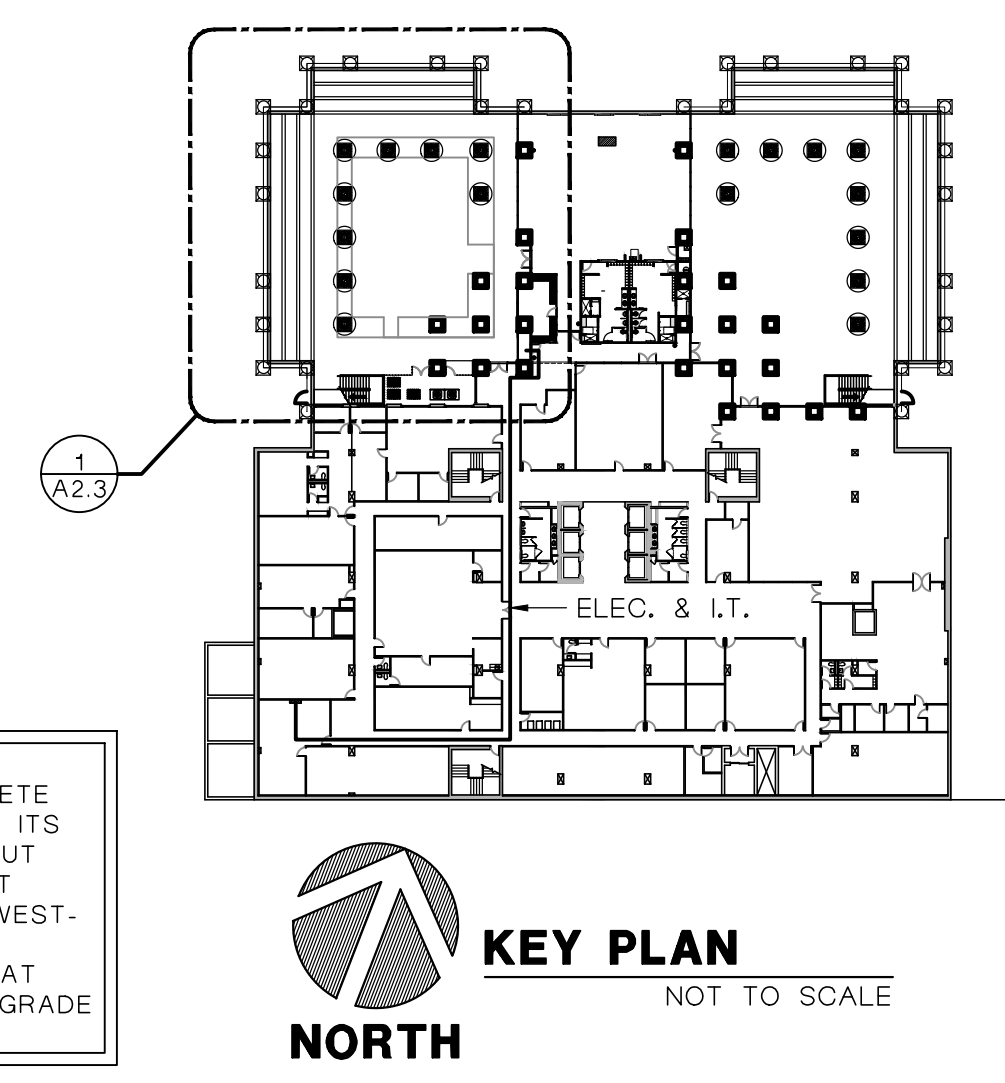 1
A2.3
ELEC. & I.T.
ETE
ITS
UT
T
WEST-
AT
GRADE
KEY PLAN
NOT TO SCALE
NORTH